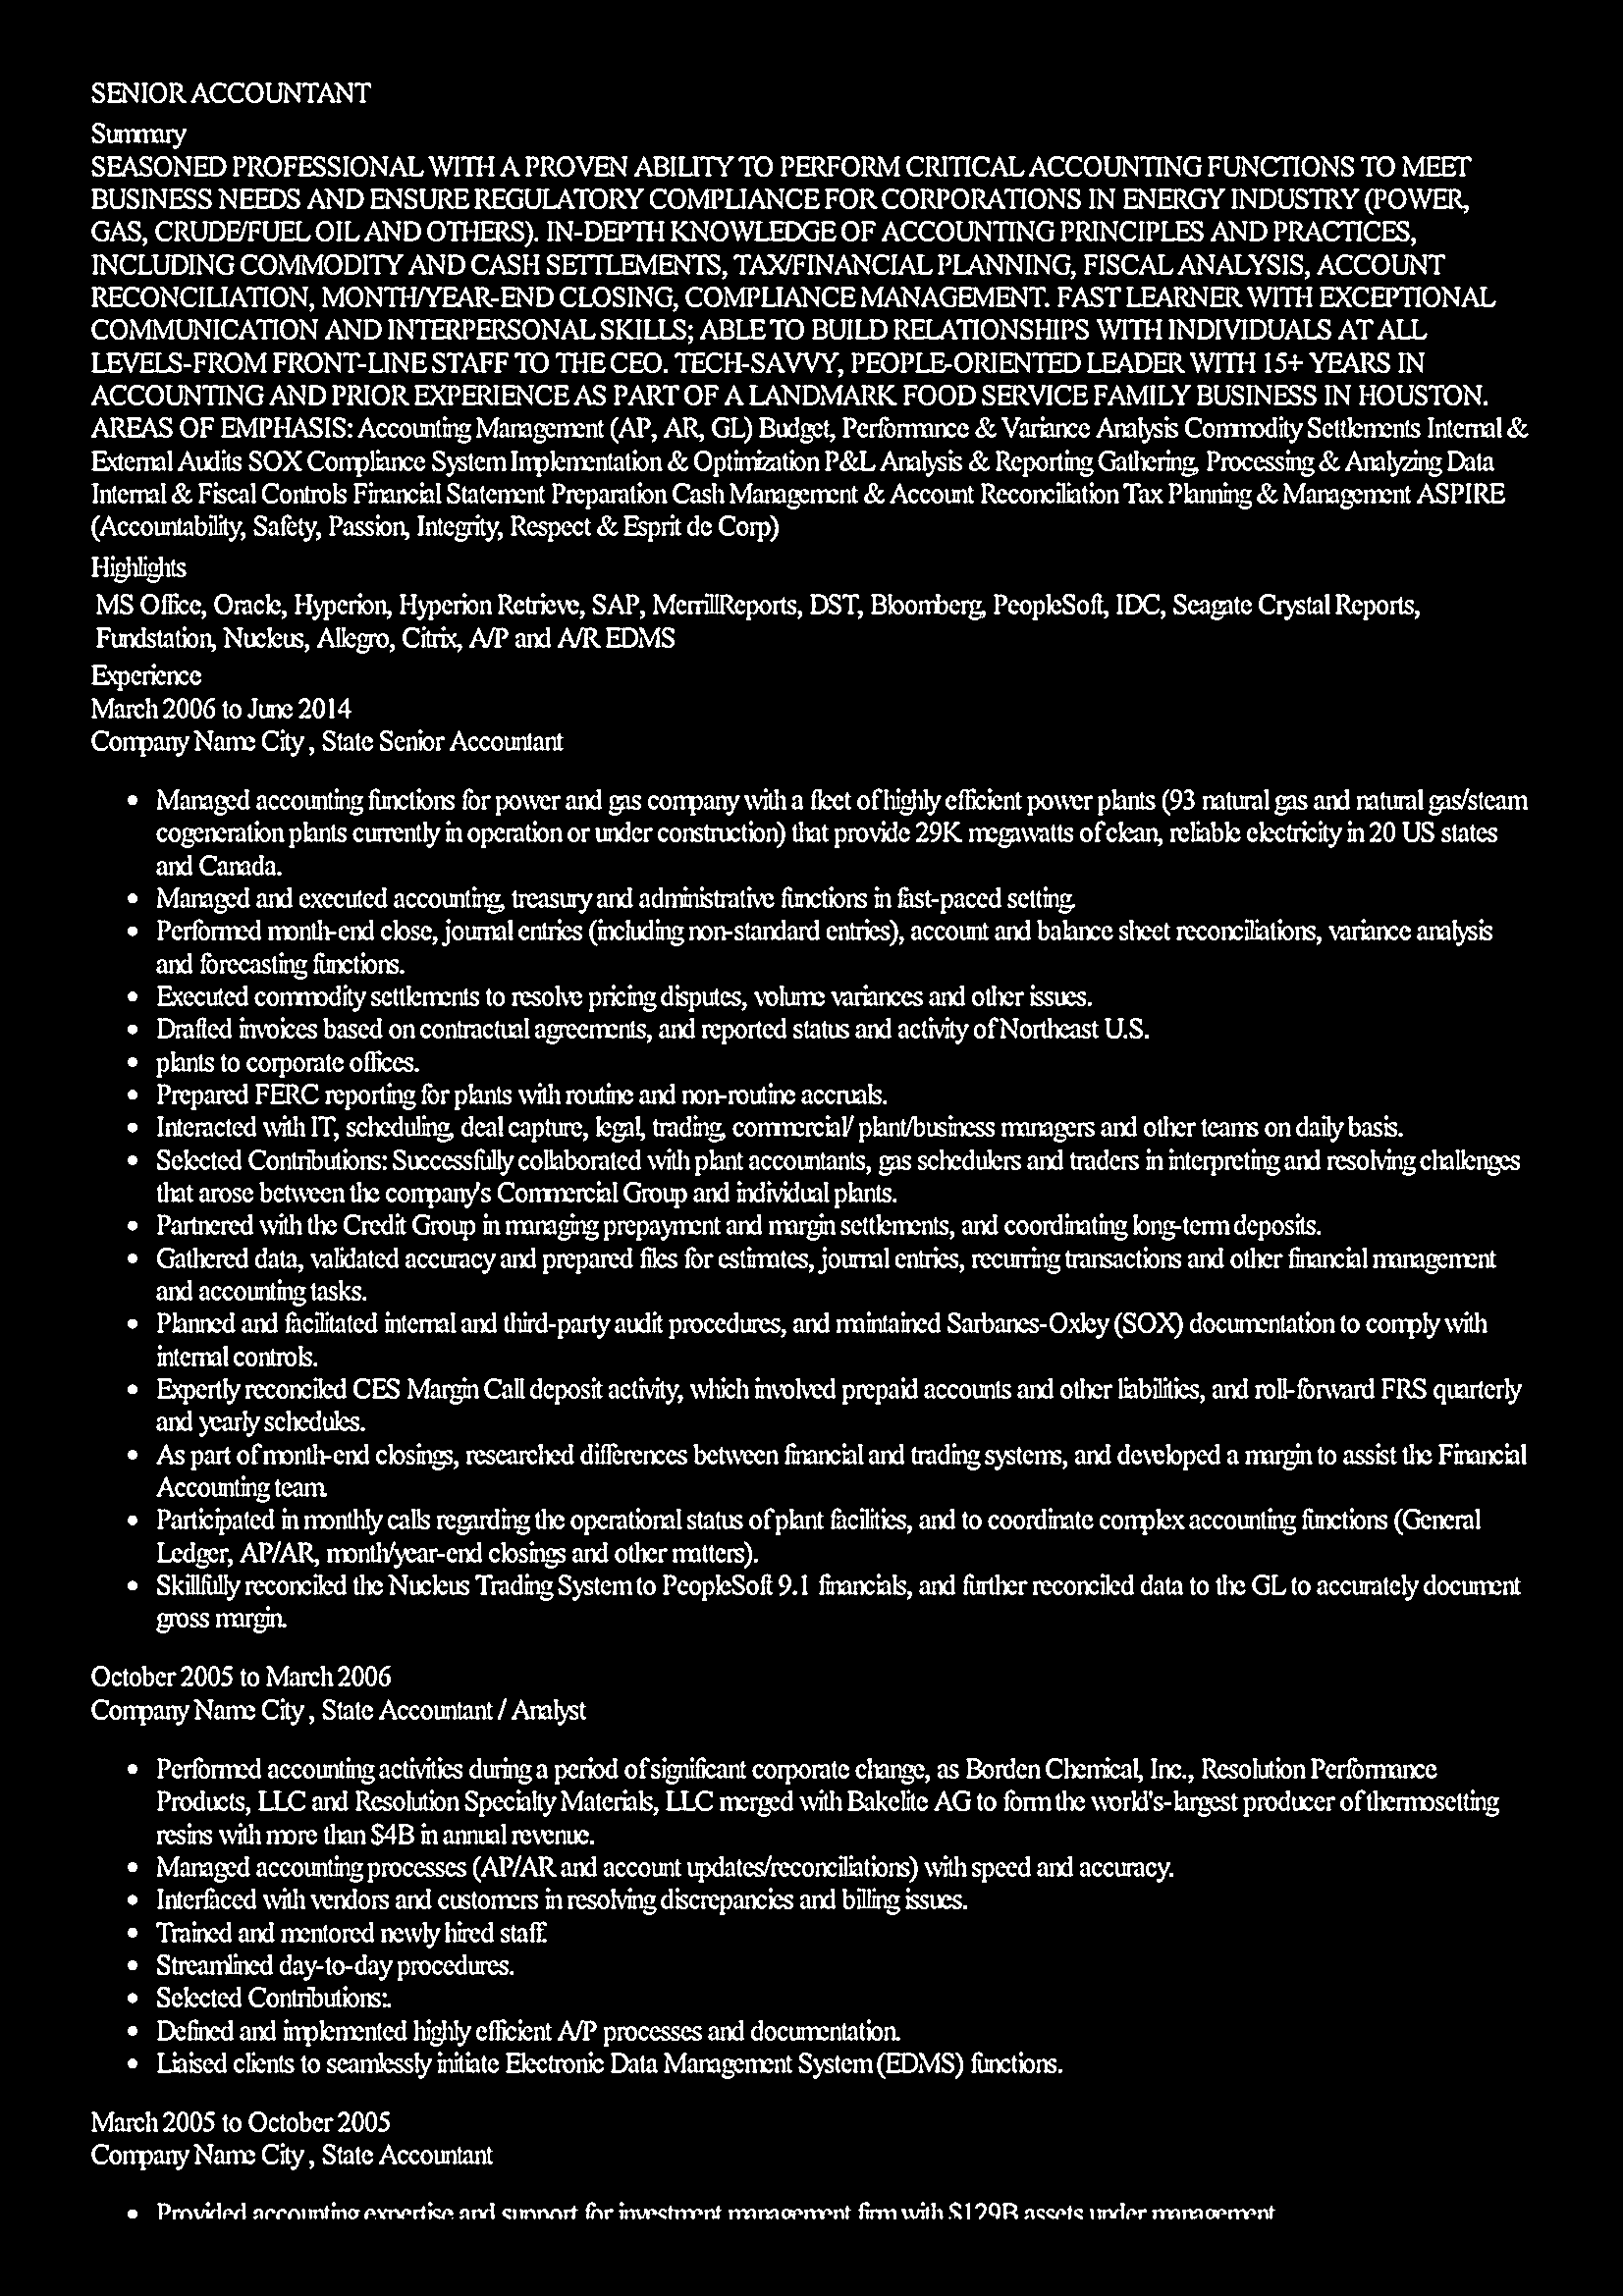 SENIOR ACCOUNTANT
Summary
SEASONED PROFESSIONAL WITH A PROVEN ABILITY TO PERFORM CRITICAL ACCOUNTING FUNCTIONS TO MEET
BUSINESS NEEDS AND ENSURE REGULATORY COMPLIANCE FOR CORPORATIONS IN ENERGY INDUSTRY (POWER,
GAS, CRUDE/FUEL OIL AND OTHERS). IN-DEPTH KNOWLEDGE OF ACCOUNTING PRINCIPLES AND PRACTICES,
INCLUDING COMMODITY AND CASH SETTLEMENTS, TAX/FINANCIAL PLANNING, FISCAL ANALYSIS, ACCOUNT
RECONCILIATION, MONTH/YEAR-END CLOSING, COMPLIANCE MANAGEMENT. FAST LEARNER WITH EXCEPTIONAL
COMMUNICATION AND INTERPERSONAL SKILLS; ABLE TO BUILD RELATIONSHIPS WITH INDIVIDUALS AT ALL
LEVELS-FROM FRONT-LINE STAFF TO THE CEO. TECH-SAVVY, PEOPLE-ORIENTED LEADER WITH 15+ YEARS IN
ACCOUNTING AND PRIOR EXPERIENCE AS PART OF A LANDMARK FOOD SERVICE FAMILY BUSINESS IN HOUSTON.
AREAS OF EMPHASIS: Accounting Management (AP, AR, GL) Budget, Performance & Variance Analysis Commodity Settlements Internal &
External Audits SOX Compliance System Implementation & Optimization P&L Analysis & Reporting Gathering, Processing & Analyzing Data
Internal & Fiscal Controls Financial Statement Preparation Cash Management & Account Reconciliation Tax Planning & Management ASPIRE
(Accountability, Safety, Passion, Integrity, Respect & Esprit de Corp)
Highlights
MS Office, Oracle, Hyperion, Hyperion Retrieve, SAP, MerrillReports, DST, Bloomberg, PeopleSoft, IDC, Seagate Crystal Reports,
Fundstation, Nucleus, Allegro, Citrix, A/P and A/R EDMS
Experience
March 2006 to June 2014
Company Name City , State Senior Accountant
• Managed accounting functions for power and gas company with a fleet of highly efficient power plants (93 natural gas and natural gas/steam
cogeneration plants currently in operation or under construction) that provide 29K megawatts of clean, reliable electricity in 20 US states
and Canada.
• Managed and executed accounting, treasury and administrative functions in fast-paced setting.
• Performed month-end close, journal entries (including non-standard entries), account and balance sheet reconciliations, variance analysis
and forecasting functions.
• Executed commodity settlements to resolve pricing disputes, volume variances and other issues.
• Drafted invoices based on contractual agreements, and reported status and activity of Northeast U.S.
• plants to corporate offices.
• Prepared FERC reporting for plants with routine and non-routine accruals.
• Interacted with IT, scheduling, deal capture, legal, trading, commercial/ plant/business managers and other teams on daily basis.
• Selected Contributions: Successfully collaborated with plant accountants, gas schedulers and traders in interpreting and resolving challenges
that arose between the company's Commercial Group and individual plants.
• Partnered with the Credit Group in managing prepayment and margin settlements, and coordinating long-term deposits.
• Gathered data, validated accuracy and prepared files for estimates, journal entries, recurring transactions and other financial management
and accounting tasks.
• Planned and facilitated internal and third-party audit procedures, and maintained Sarbanes-Oxley (SOX) documentation to comply with
internal controls.
• Expertly reconciled CES Margin Call deposit activity, which involved prepaid accounts and other liabilities, and roll-forward FRS quarterly
and yearly schedules.
• As part of month-end closings, researched differences between financial and trading systems, and developed a margin to assist the Financial
Accounting team.
• Participated in monthly calls regarding the operational status of plant facilities, and to coordinate complex accounting functions (General
Ledger, AP/AR, month/year-end closings and other matters).
• Skillfully reconciled the Nucleus Trading System to PeopleSoft 9.1 financials, and further reconciled data to the GL to accurately document
gross margin.
October 2005 to March 2006
Company Name City , State Accountant / Analyst
• Performed accounting activities during a period of significant corporate change, as Borden Chemical, Inc., Resolution Performance
Products, LLC and Resolution Specialty Materials, LLC merged with Bakelite AG to form the world's-largest producer of thermosetting
resins with more than $4B in annual revenue.
• Managed accounting processes (AP/AR and account updates/reconciliations) with speed and accuracy.
• Interfaced with vendors and customers in resolving discrepancies and billing issues.
• Trained and mentored newly hired staff.
• Streamlined day-to-day procedures.
• Selected Contributions:.
• Defined and implemented highly efficient A/P processes and documentation.
• Liaised clients to seamlessly initiate Electronic Data Management System (EDMS) functions.
March 2005 to October 2005
Company Name City , State Accountant
• Provided accounting expertise and support for investment management firm with $129B assets under management